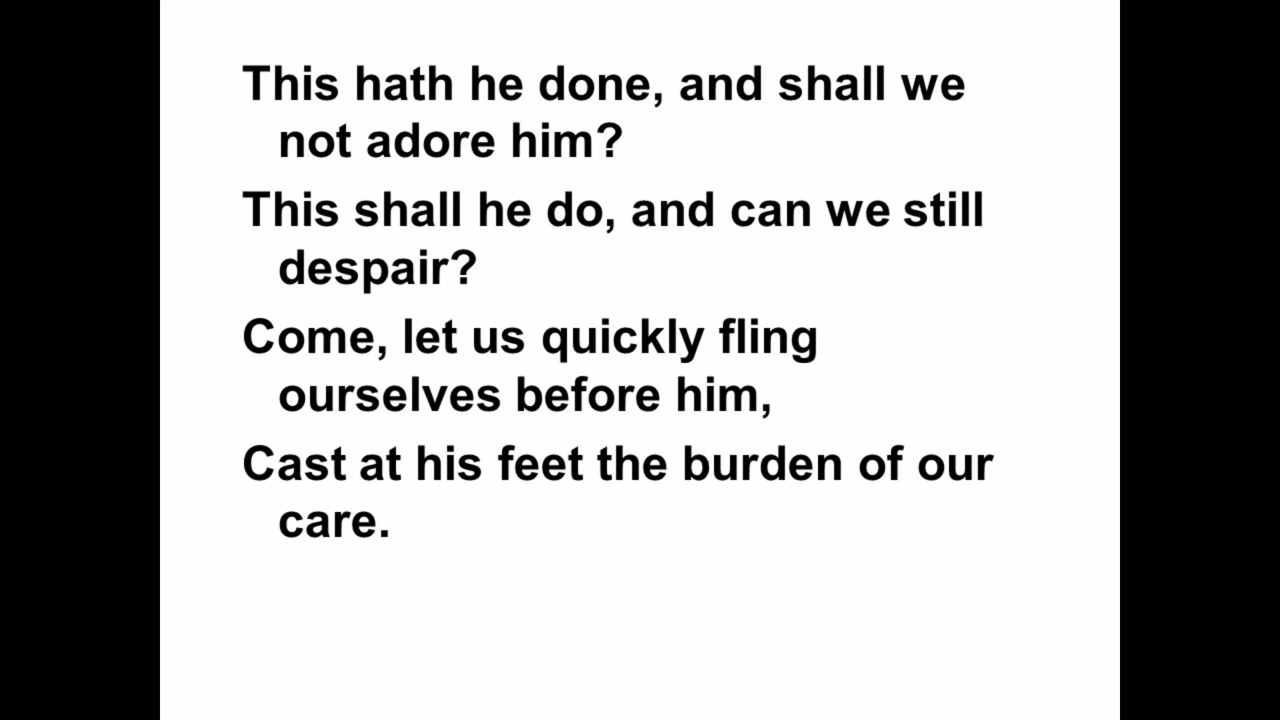 This hath he done, and shall we
not adore him?
This shall he do, and can we still
despair?
Come, let us quickly fling
ourselves before him,
Cast at his feet the burden of our
care.